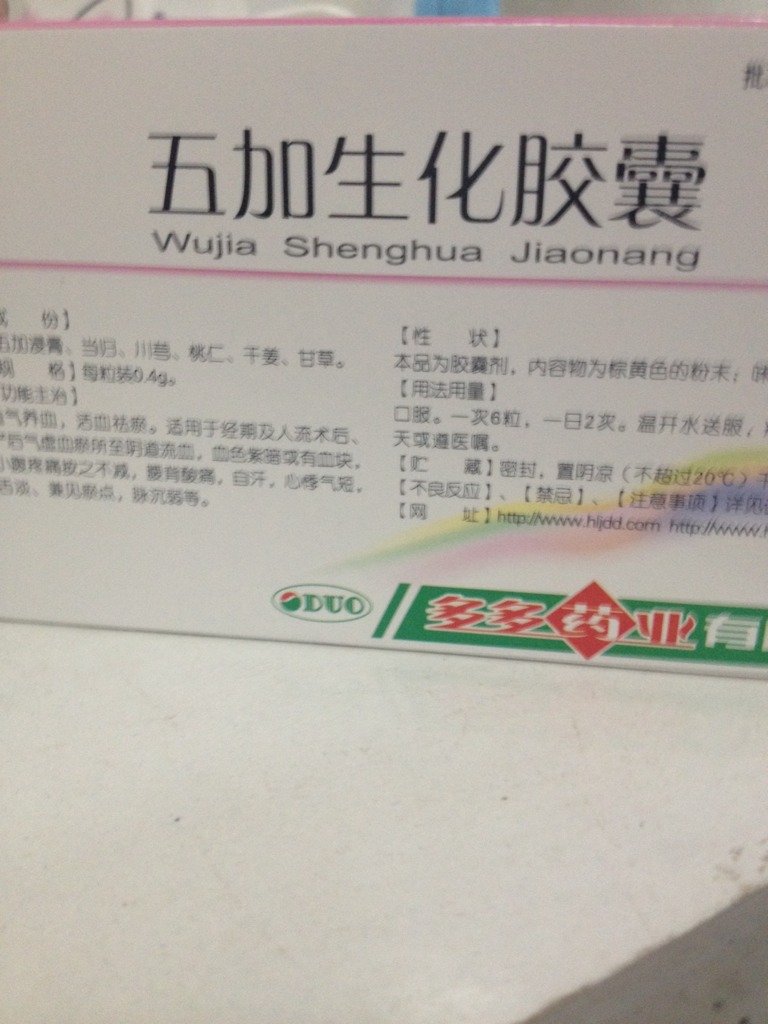 批
五加生化胶囊
Wujia Shenghua Jiaonang
份】
五加浸膏、当归、川芎、桃仁、干姜、甘草。
格】每粒装0.4g。
功能主治】
气养血，活血祛瘀。适用于经期及人流术后、
产后气虚血瘀所至阴道流血，血色紫暗或有血块，
小腹疼痛按之不减，腰背酸痛，自汗，心悸气短，
舌淡、兼见瘀点，脉沉弱等。
【性 状】
本品为胶囊剂，内容物为棕黄色的粉末；味
【用法用量】
口服。一次6粒，一日2次。温开水送服，
天或遵医嘱。
【贮 藏】密封，置阴凉（不超过20℃）干
【不良反应】、【禁忌】、【注意事项】详见
【网 址】http://www.hljdd.com http://www.h
DUO
多多药业有